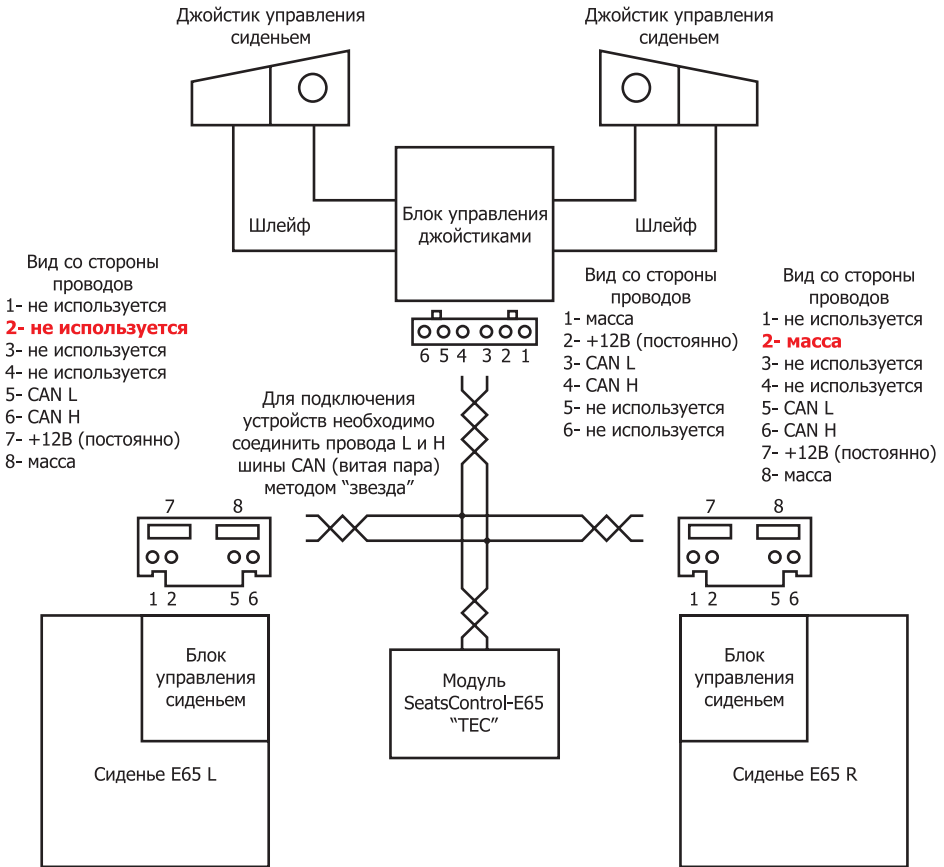 Джойстик управления
сиденьем
Джойстик управления
сиденьем
Блок управления
джойстиками
Шлейф
Шлейф
Вид со стороны
проводов
1- не используется
2- не используется
3- не используется
4- не используется
5- CAN L
6- CAN H
7- +12В (постоянно)
8- масса
6 5 4 3 2 1
Вид со стороны
проводов
1- масса
2- +12В (постоянно)
3- CAN L
4- CAN H
5- не используется
6- не используется
Вид со стороны
проводов
1- не используется
2- масса
3- не используется
4- не используется
5- CAN L
6- CAN H
7- +12В (постоянно)
8- масса
Для подключения
устройств необходимо
соединить провода L и H
шины CAN (витая пара)
методом “звезда”
7 8
1 2 5 6
7 8
1 2 5 6
Блок
управления
сиденьем
Сиденье E65 L
Модуль
SeatsControl-E65
“TEC”
Блок
управления
сиденьем
Сиденье E65 R